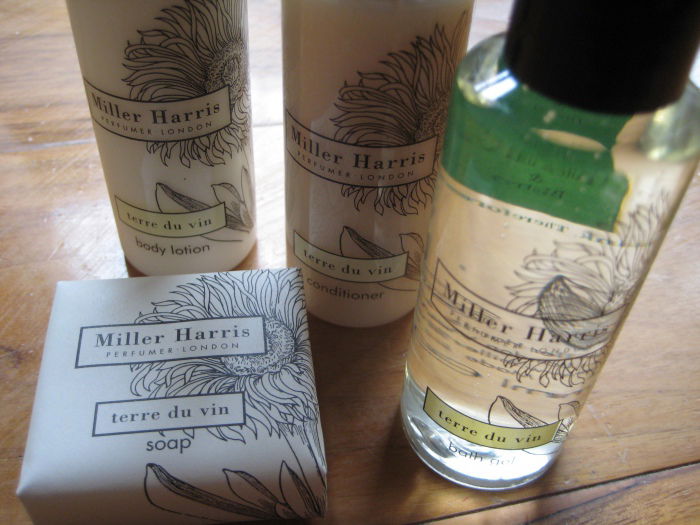 Miller Harris
PERFUMER · LONDON
terre du vin
body lotion
Miller Harris
PERFUMER · LONDON
terre du vin
conditioner
Miller Harris
terre du vin
bath gel
Miller Harris
PERFUMER · LONDON
terre du vin
soap